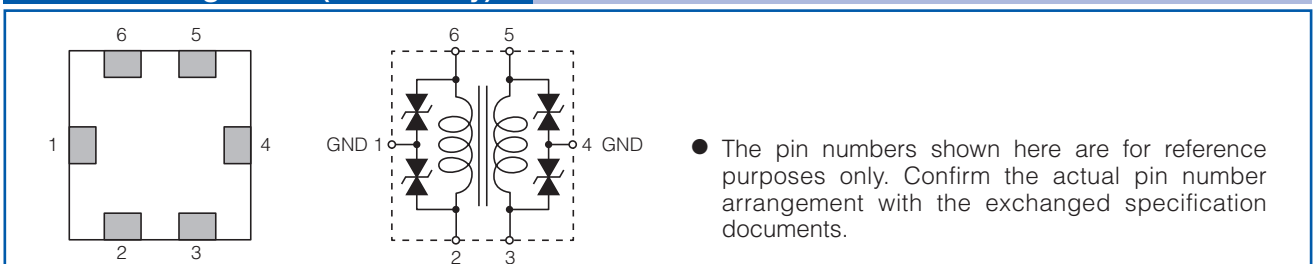 6 5
1 4
2 3
6 5
GND 1 4 GND
2 3
● The pin numbers shown here are for reference
purposes only. Confirm the actual pin number
arrangement with the exchanged specification
documents.